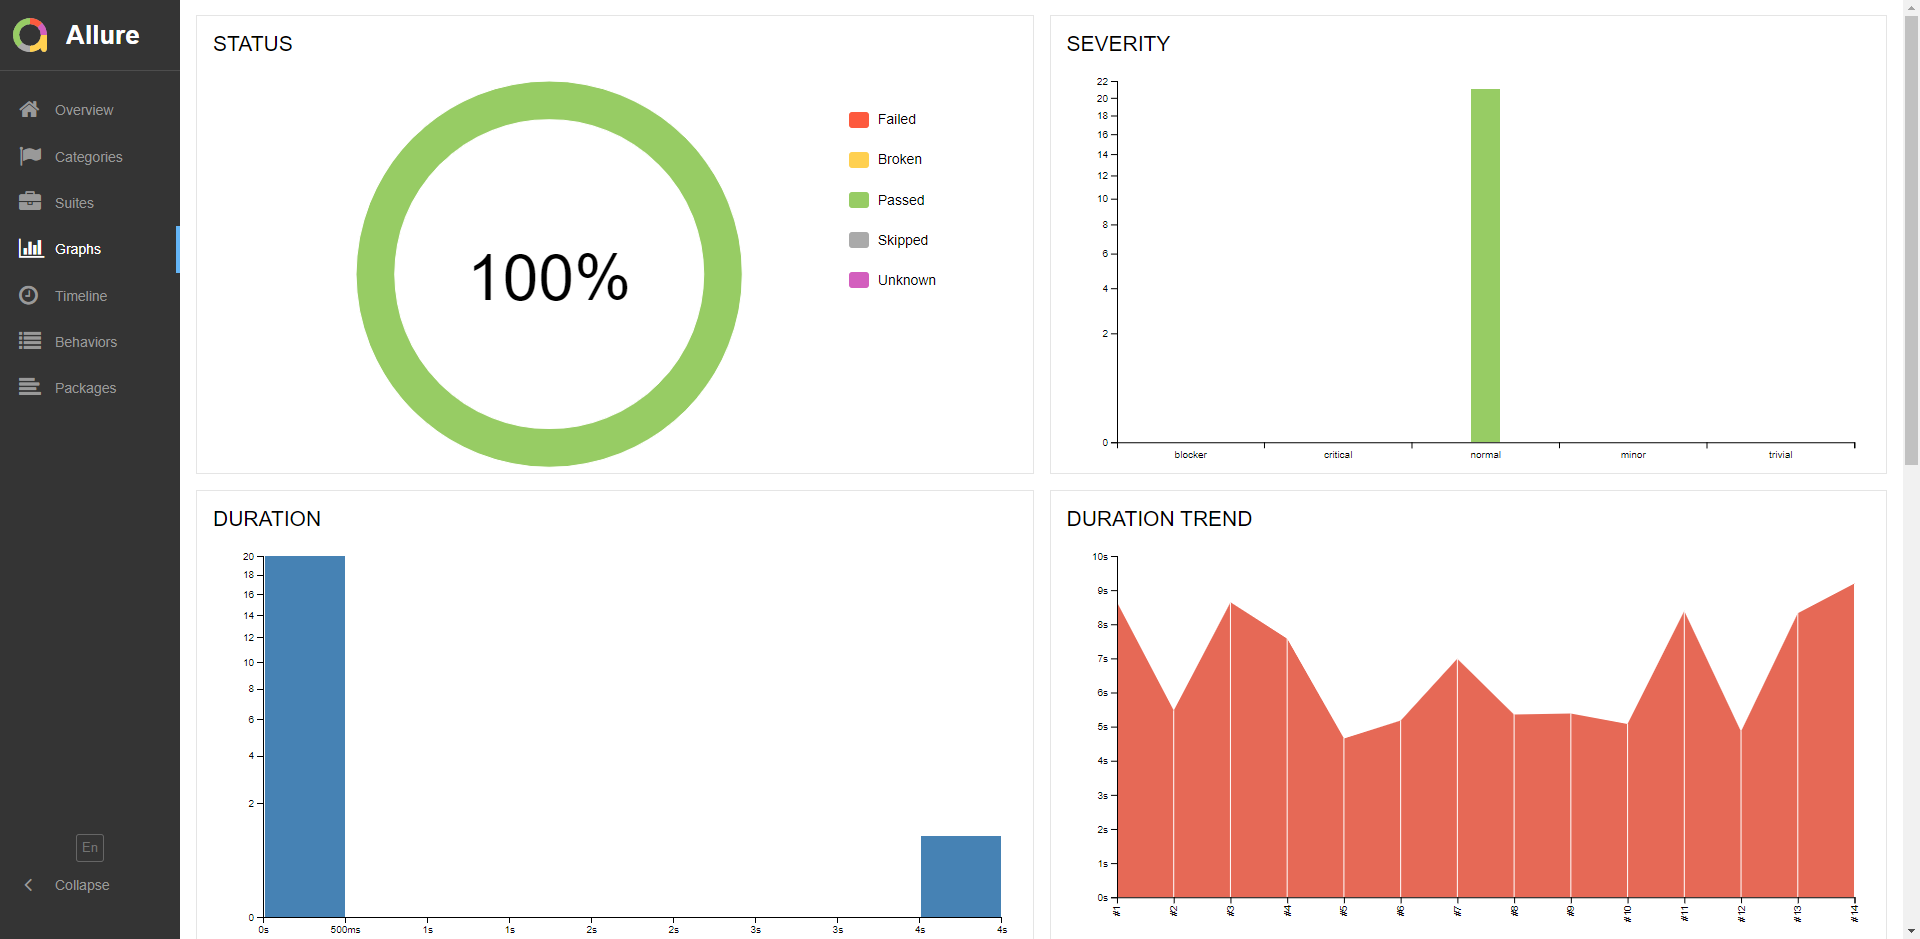 Allure
Overview
Categories
Suites
Graphs
Timeline
Behaviors
Packages
En
Collapse
STATUS
100%
Failed
Broken
Passed
Skipped
Unknown
SEVERITY
22
20
18
16
14
12
10
8
6
4
2
0
blocker
critical
normal
minor
trivial
DURATION
20
18
16
14
12
10
8
6
4
2
0
0s 500ms 1s 1s 2s 2s 3s 3s 4s 4s
DURATION TREND
10s
9s
8s
7s
6s
5s
4s
3s
2s
1s
0s
#1 #2 #3 #4 #5 #6 #7 #8 #9 #10 #11 #12 #13 #14